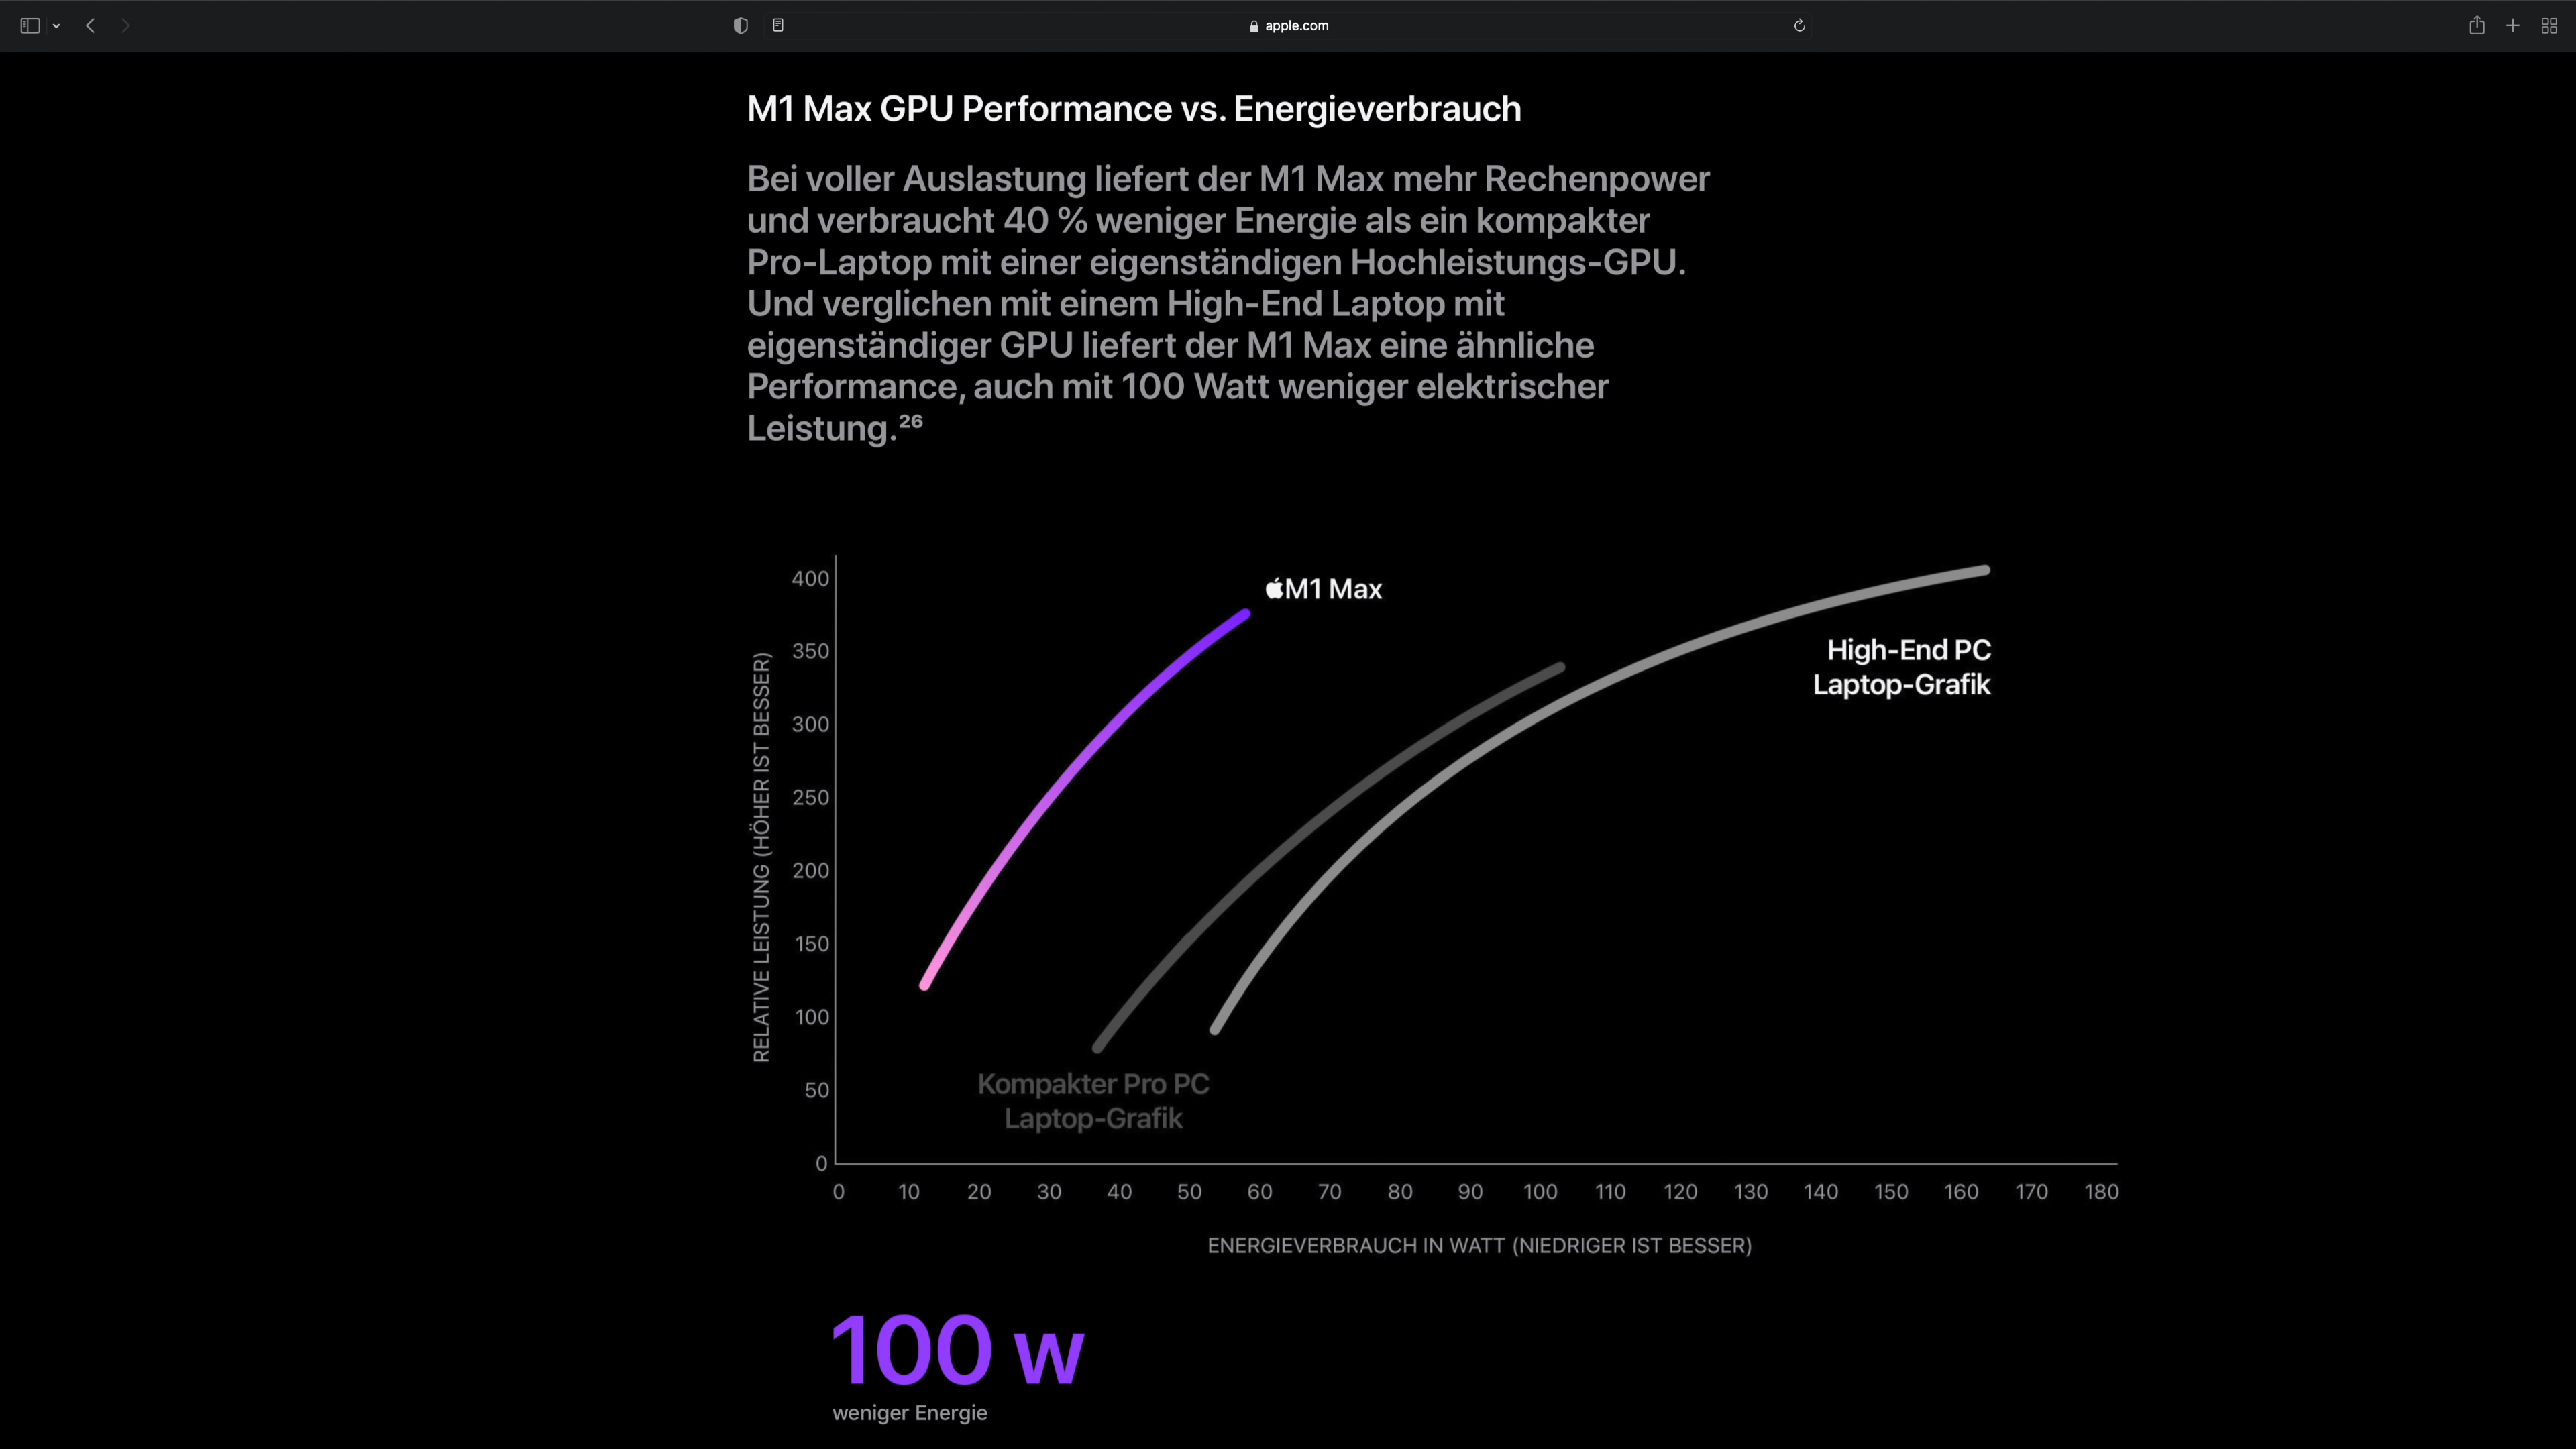 apple.com
M1 Max GPU Performance vs. Energieverbrauch
Bei voller Auslastung liefert der M1 Max mehr Rechenpower
und verbraucht 40 % weniger Energie als ein kompakter
Pro-Laptop mit einer eigenständigen Hochleistungs-GPU.
Und verglichen mit einem High-End Laptop mit
eigenständiger GPU liefert der M1 Max eine ähnliche
Performance, auch mit 100 Watt weniger elektrischer
Leistung.²⁶
RELATIVE LEISTUNG (HÖHER IST BESSER)
400
350
300
250
200
150
100
50
0
M1 Max
High-End PC
Laptop-Grafik
Kompakter Pro PC
Laptop-Grafik
0 10 20 30 40 50 60 70 80 90 100 110 120 130 140 150 160 170 180
ENERGIEVERBRAUCH IN WATT (NIEDRIGER IST BESSER)
100 W
weniger Energie